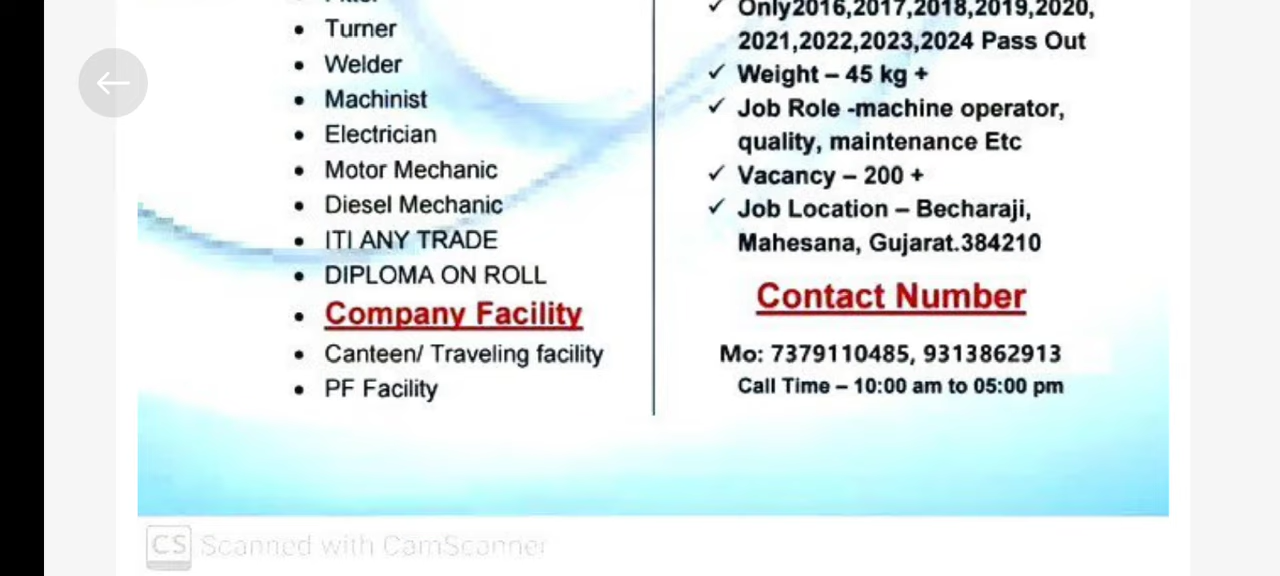 Turner
Welder
Machinist
Electrician
Motor Mechanic
Diesel Mechanic
ITI ANY TRADE
DIPLOMA ON ROLL
Company Facility
Canteen/ Traveling facility
PF Facility
Only2016,2017,2018,2019,2020,
2021,2022,2023,2024 Pass Out
Weight – 45 kg +
Job Role -machine operator,
quality, maintenance Etc
Vacancy – 200 +
Job Location – Becharaji,
Mahesana, Gujarat.384210
Contact Number
Mo: 7379110485, 9313862913
Call Time – 10:00 am to 05:00 pm
CS Scanned with CamScanner